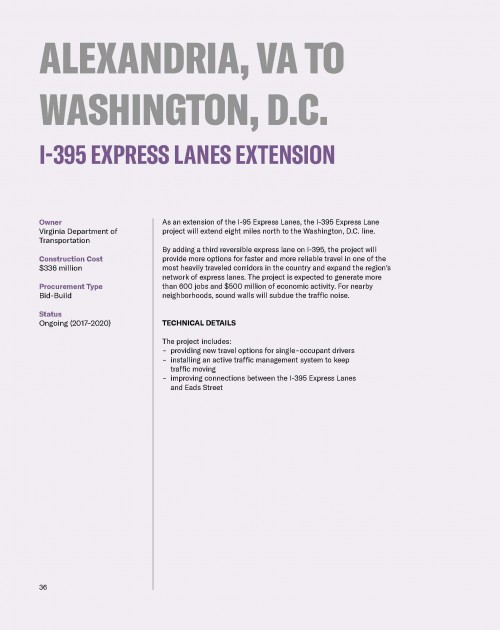 ALEXANDRIA, VA TO
WASHINGTON, D.C.
I-395 EXPRESS LANES EXTENSION
Owner
Virginia Department of
Transportation
Construction Cost
$336 million
Procurement Type
Bid-Build
Status
Ongoing (2017–2020)
As an extension of the I-95 Express Lanes, the I-395 Express Lane
project will extend eight miles north to the Washington, D.C. line.
By adding a third reversible express lane on I-395, the project will
provide more options for faster and more reliable travel in one of the
most heavily traveled corridors in the country and expand the region's
network of express lanes. The project is expected to generate more
than 600 jobs and $500 million of economic activity. For nearby
neighborhoods, sound walls will subdue the traffic noise.
TECHNICAL DETAILS
The project includes:
– providing new travel options for single-occupant drivers
– installing an active traffic management system to keep
traffic moving
– improving connections between the I-395 Express Lanes
and Eads Street
36